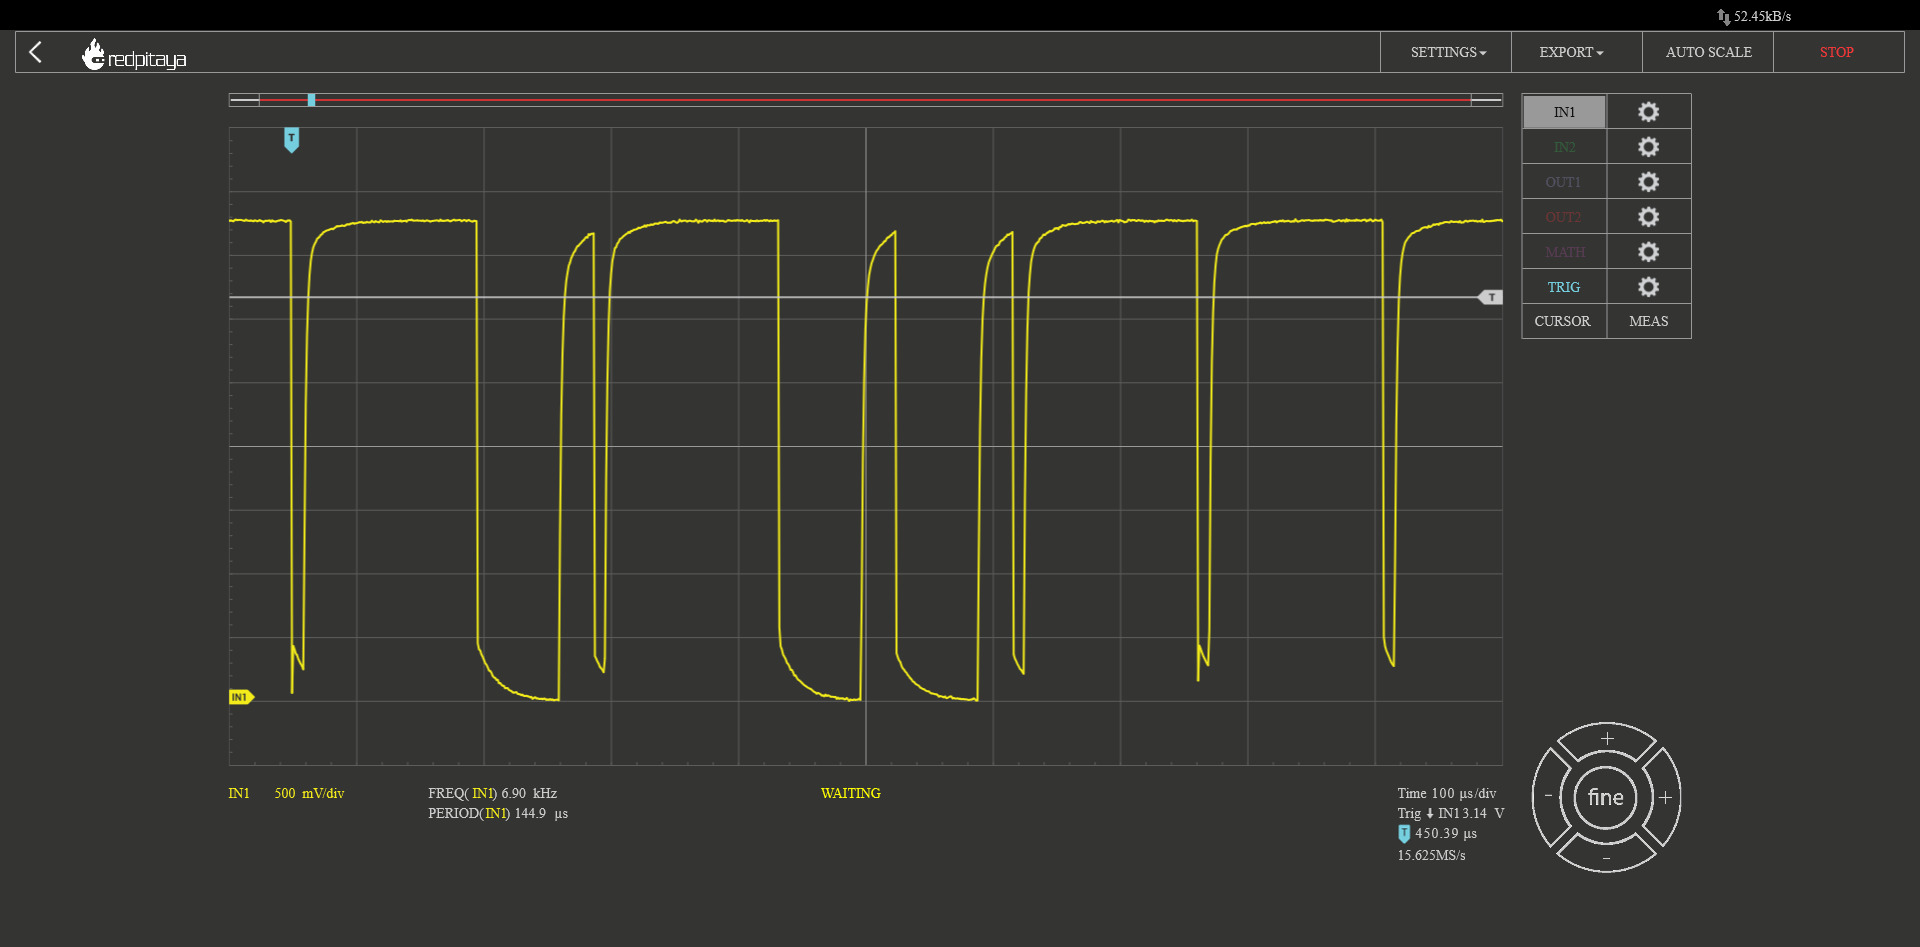 52.45kB/s
redpitaya SETTINGS EXPORT AUTO SCALE STOP
T
IN1
IN2
OUT1
OUT2
MATH
TRIG
CURSOR MEAS
T
IN1
IN1 500 mV/div FREQ( IN1) 6.90 kHz WAITING Time 100 µs/div
PERIOD(IN1) 144.9 µs Trig IN1 3.14 V
T 450.39 µs
15.625MS/s
+
- fine +
-